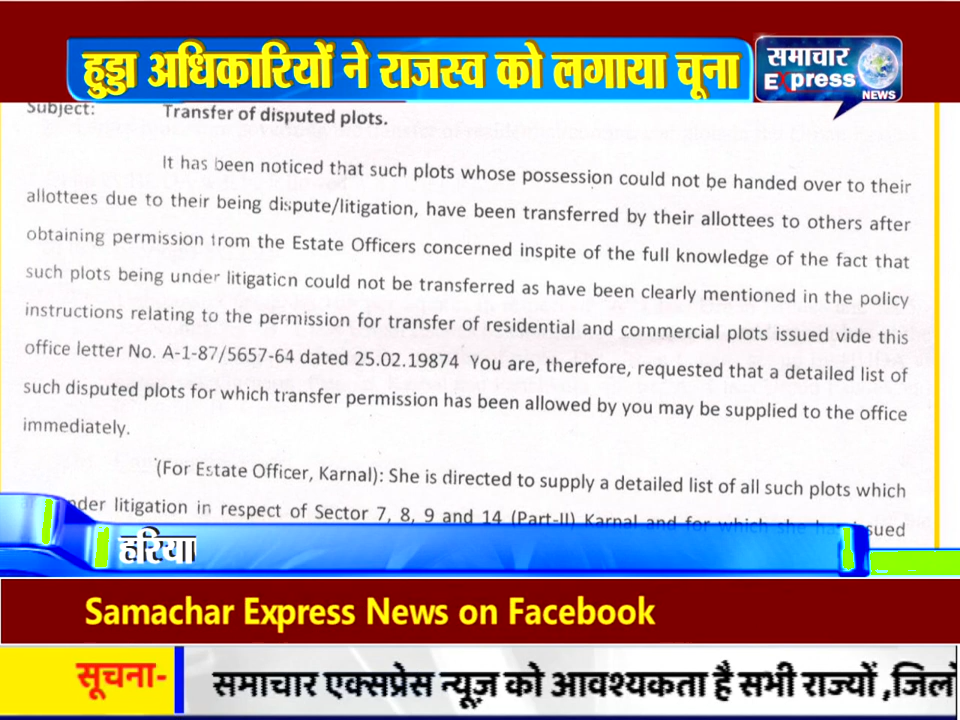 हुड्डा अधिकारियों ने राजस्व को लगाया चूना
समाचार
Express
NEWS
Subject: Transfer of disputed plots.
It has been noticed that such plots whose possession could not be handed over to their
allottees due to their being dispute/litigation, have been transferred by their allottees to others after
obtaining permission from the Estate Officers concerned inspite of the full knowledge of the fact that
such plots being under litigation could not be transferred as have been clearly mentioned in the policy
instructions relating to the permission for transfer of residential and commercial plots issued vide this
office letter No. A-1-87/5657-64 dated 25.02.19874 You are, therefore, requested that a detailed list of
such disputed plots for which transfer permission has been allowed by you may be supplied to the office
immediately.
(For Estate Officer, Karnal): She is directed to supply a detailed list of all such plots which
under litigation in respect of Sector 7, 8, 9 and 14 (Part-II) Karnal and for which she has issued
हरिया
Samachar Express News on Facebook
सूचना-
समाचार एक्सप्रेस न्यूज़ को आवश्यकता है सभी राज्यों ,जिलो